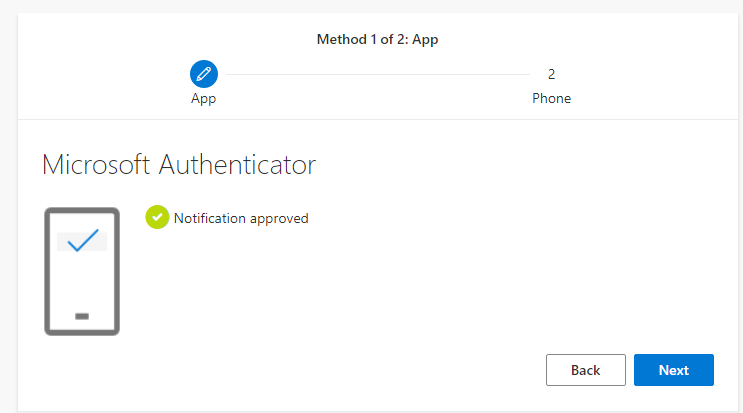 Method 1 of 2: App
2
App
Phone
Microsoft Authenticator
Notification approved
Back
Next